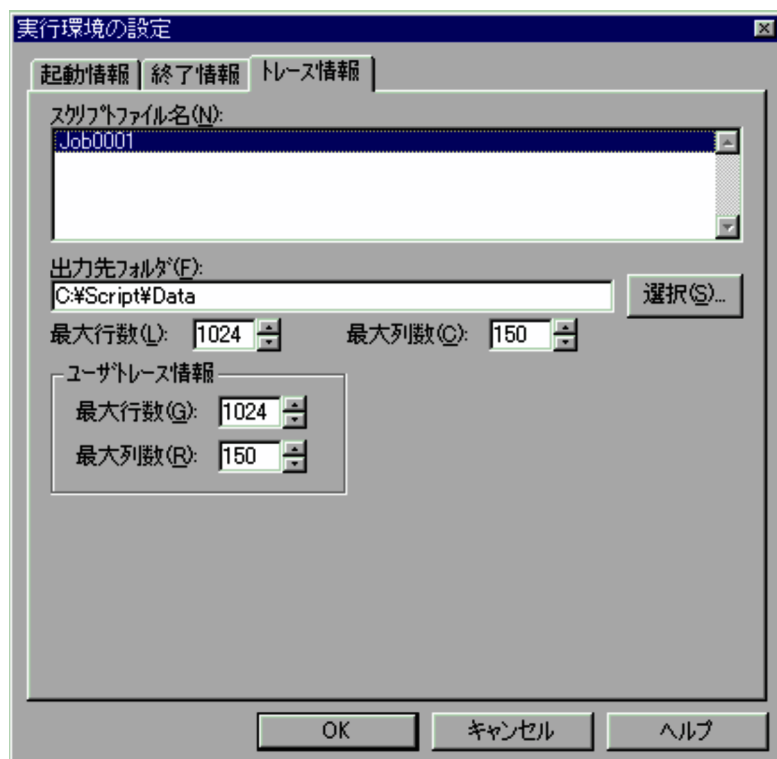 実行環境の設定
起動情報 終了情報 トレース情報
スクリプトファイル名(N):
Job0001
出力先フォルダ(F):
C:¥Script¥Data 選択(S)...
最大行数(L): 1024 最大列数(C): 150
ユーザトレース情報
最大行数(G): 1024
最大列数(R): 150
OK キャンセル ヘルプ